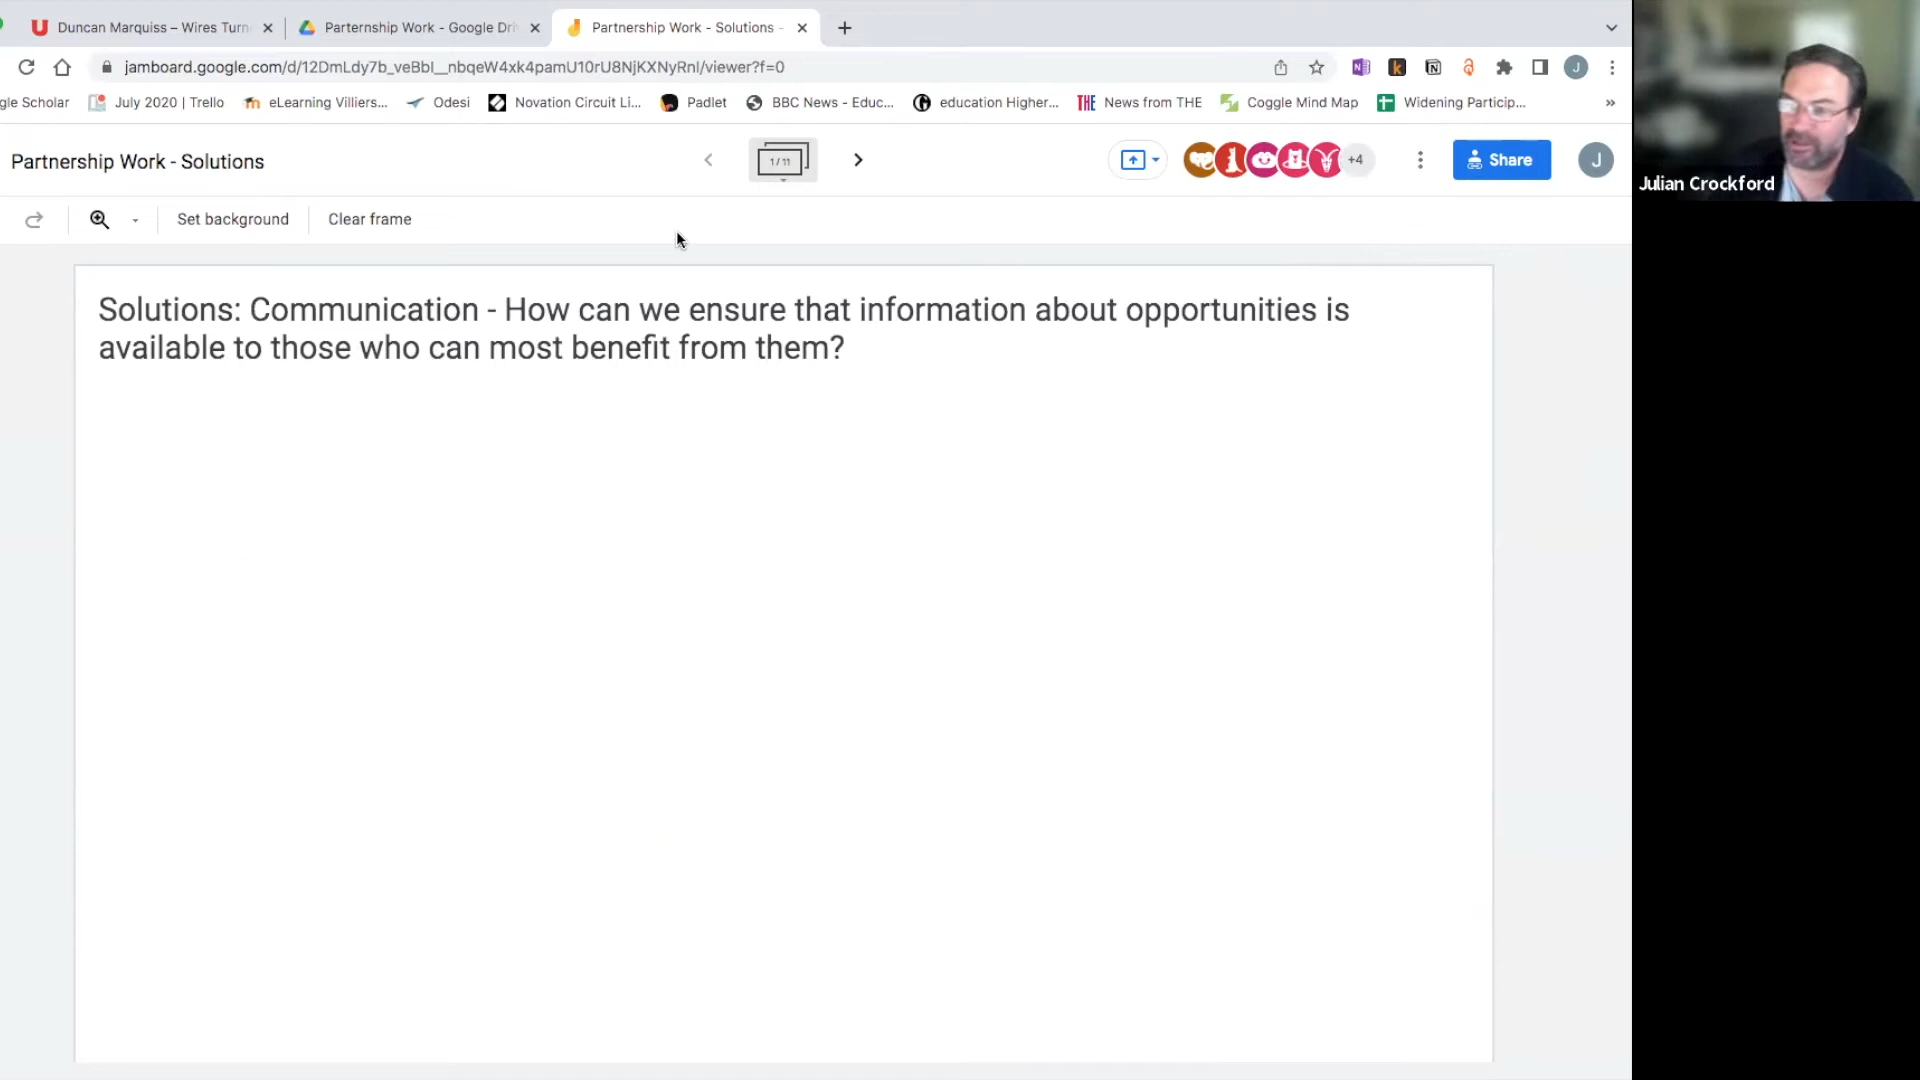 Duncan Marquiss – Wires Turn
Parternship Work - Google Dri
Partnership Work - Solutions -
jamboard.google.com/d/12DmLdy7b_veBbl__nbqeW4xk4pamU10rU8NjKXNyRnI/viewer?f=0
J
gle Scholar
July 2020 | Trello
eLearning Villiers...
Odesi
Novation Circuit Li...
Padlet
BBC News - Educ...
education Higher...
THE News from THE
Coggle Mind Map
Widening Particip...
»
Partnership Work - Solutions
1 / 11
+4
Share
J
Set background
Clear frame
Solutions: Communication - How can we ensure that information about opportunities is
available to those who can most benefit from them?
Julian Crockford